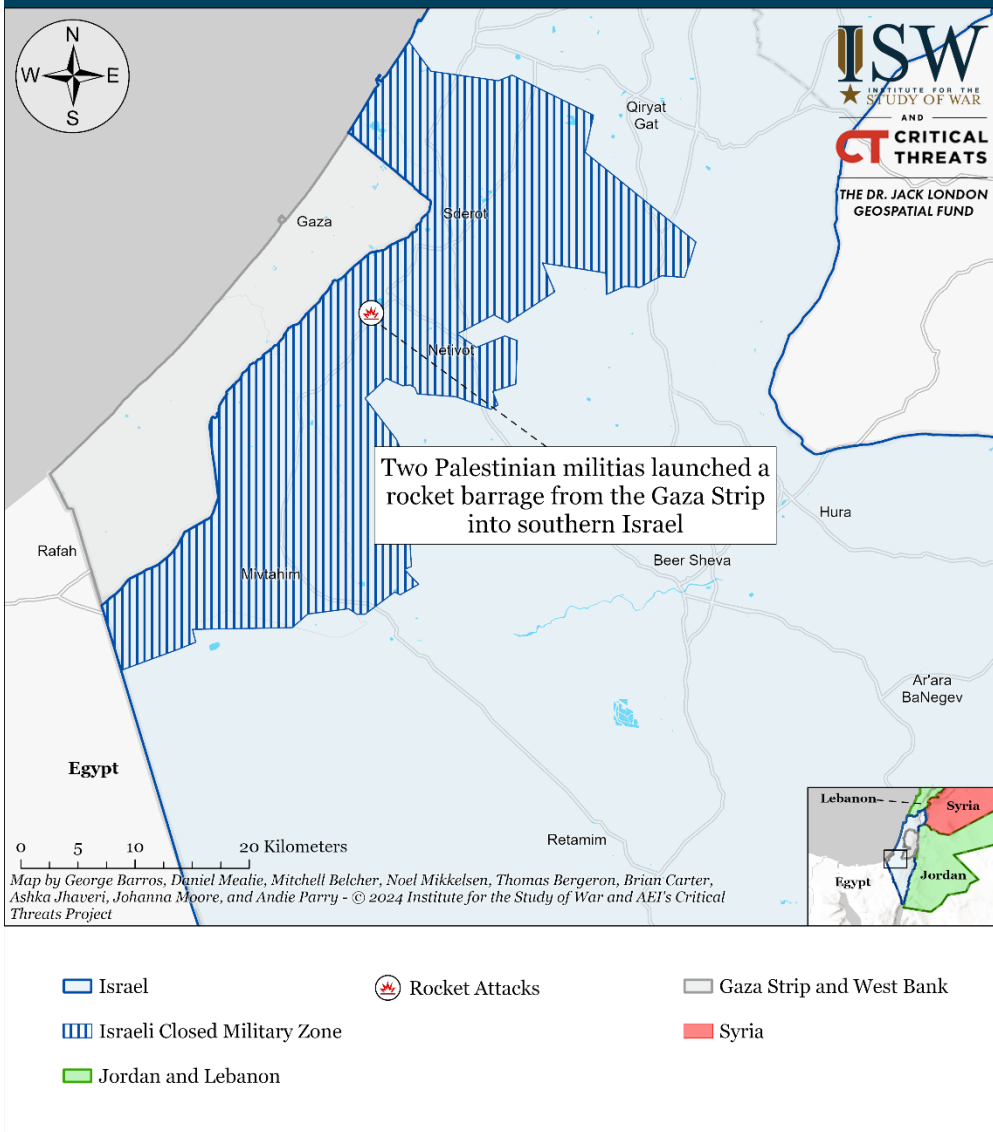 N
W
E
S
ISW
INSTITUTE FOR THE
STUDY OF WAR
AND
CT CRITICAL
THREATS
THE DR. JACK LONDON
GEOSPATIAL FUND
Qiryat
Gat
Gaza
Sderot
Netivot
Two Palestinian militias launched a
rocket barrage from the Gaza Strip
into southern Israel
Hura
Rafah
Beer Sheva
Mivtahim
Ar'ara
BaNegev
Egypt
Retamim
0 5 10 20 Kilometers
Lebanon
Syria
Egypt
Jordan
Map by George Barros, Daniel Mealie, Mitchell Belcher, Noel Mikkelsen, Thomas Bergeron, Brian Carter,
Ashka Jhaveri, Johanna Moore, and Andie Parry - © 2024 Institute for the Study of War and AEI's Critical
Threats Project
Israel
Rocket Attacks
Gaza Strip and West Bank
Israeli Closed Military Zone
Syria
Jordan and Lebanon